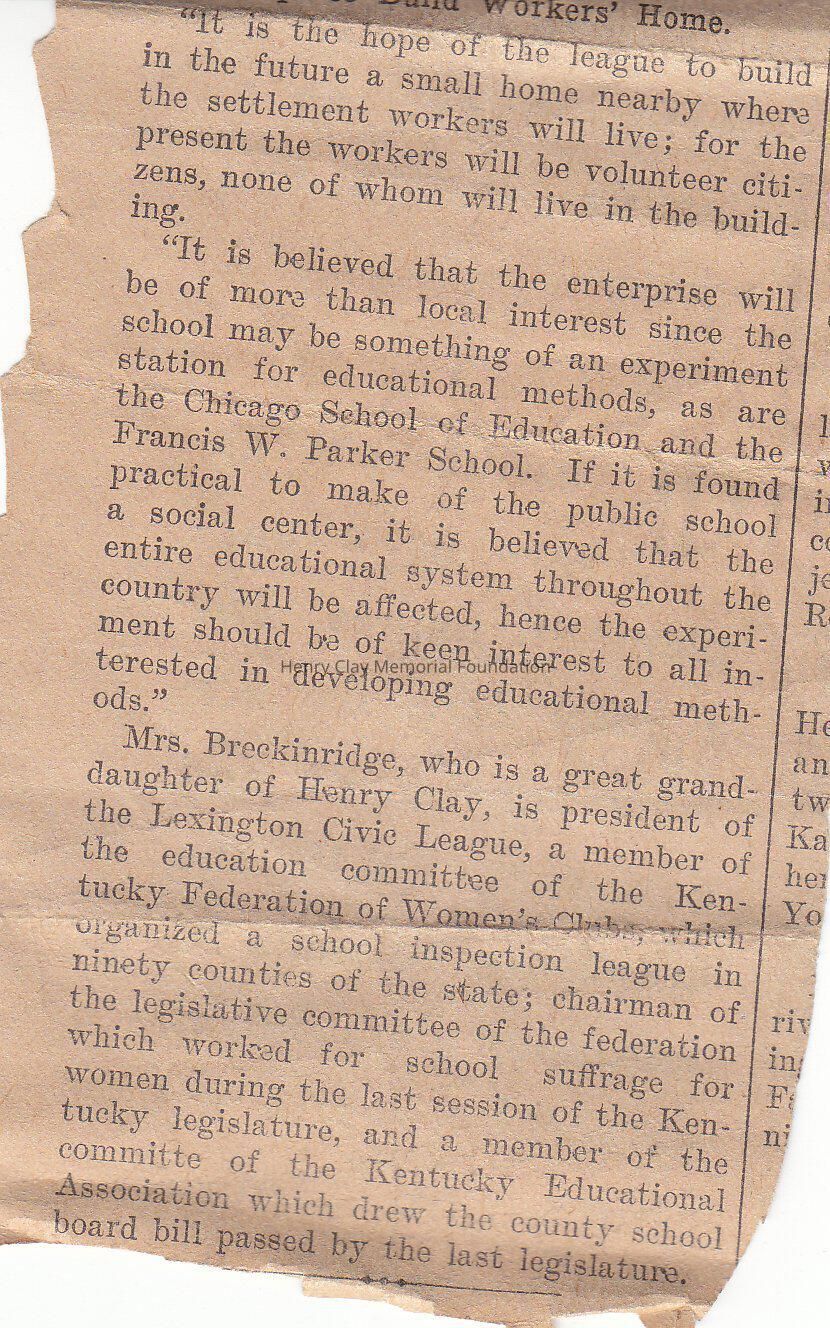 Build Workers' Home.
"It is the hope of the league to build
in the future a small home nearby where
the settlement workers will live; for the
present the workers will be volunteer citi-
zens, none of whom will live in the build-
ing.
"It is believed that the enterprise will
be of more than local interest since the
school may be something of an experiment
station for educational methods, as are
the Chicago School of Education and the
Francis W. Parker School. If it is found
practical to make of the public school
a social center, it is believed that the
entire educational system throughout the
country will be affected, hence the experi-
ment should be of keen interest to all in-
terested in developing educational meth-
ods."
Mrs. Breckinridge, who is a great grand-
daughter of Henry Clay, is president of
the Lexington Civic League, a member of
the education committee of the Ken-
tucky Federation of Women's Clubs, which
organized a school inspection league in
ninety counties of the state; chairman of
the legislative committee of the federation
which worked for school suffrage for
women during the last session of the Ken-
tucky legislature, and a member of the
committe of the Kentucky Educational
Association which drew the county school
board bill passed by the last legislature.
Henry Clay Memorial Foundation
He
an
tw
Ka
her
Yo
riv